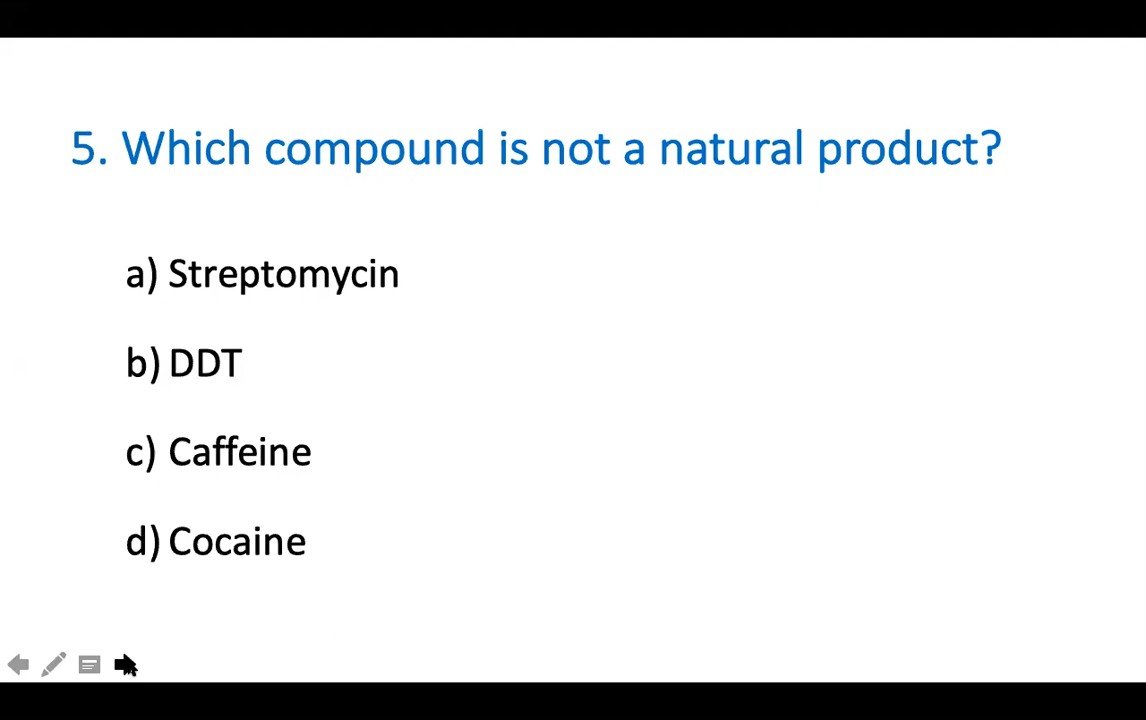 5. Which compound is not a natural product?
a) Streptomycin
b) DDT
c) Caffeine
d) Cocaine